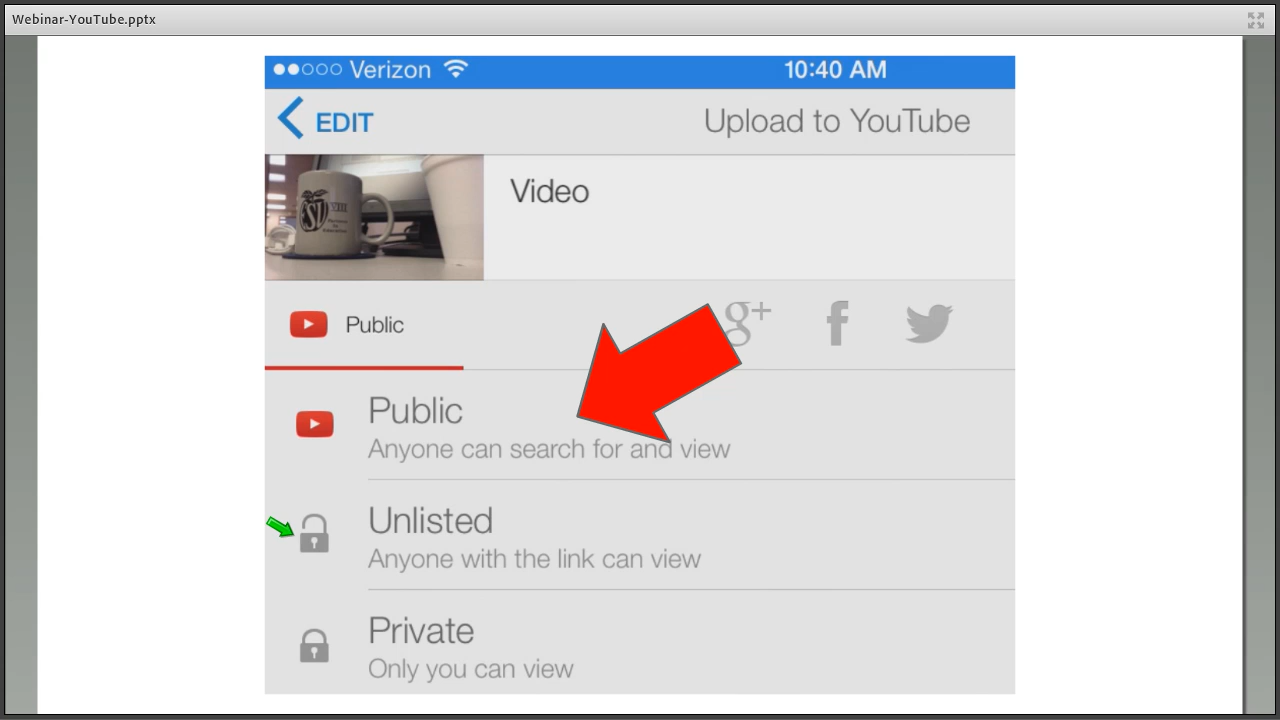 Webinar-YouTube.pptx
Verizon 10:40 AM
EDIT Upload to YouTube
Video
Public
Public
Anyone can search for and view
Unlisted
Anyone with the link can view
Private
Only you can view